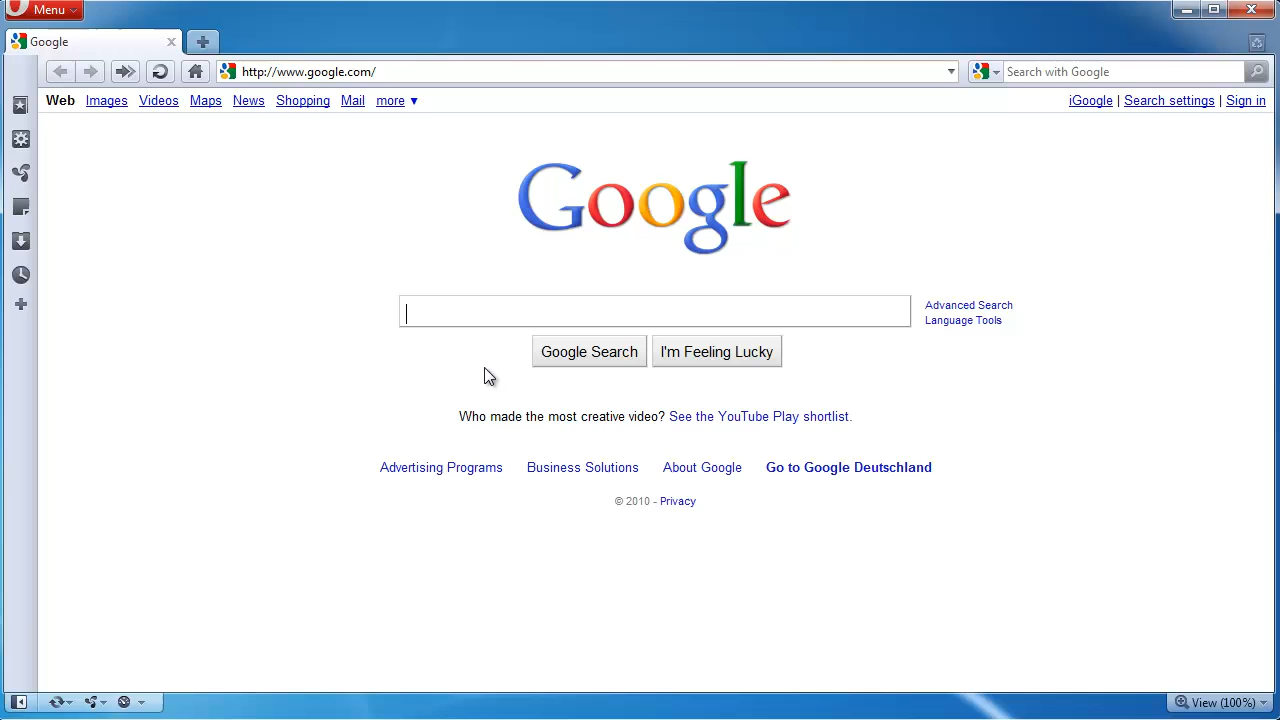 Menu
Google
http://www.google.com/
Search with Google
Web Images Videos Maps News Shopping Mail more ▼
iGoogle | Search settings | Sign in
Google
Advanced Search
Language Tools
Google Search I'm Feeling Lucky
Who made the most creative video? See the YouTube Play shortlist.
Advertising Programs Business Solutions About Google Go to Google Deutschland
© 2010 - Privacy
View (100%)